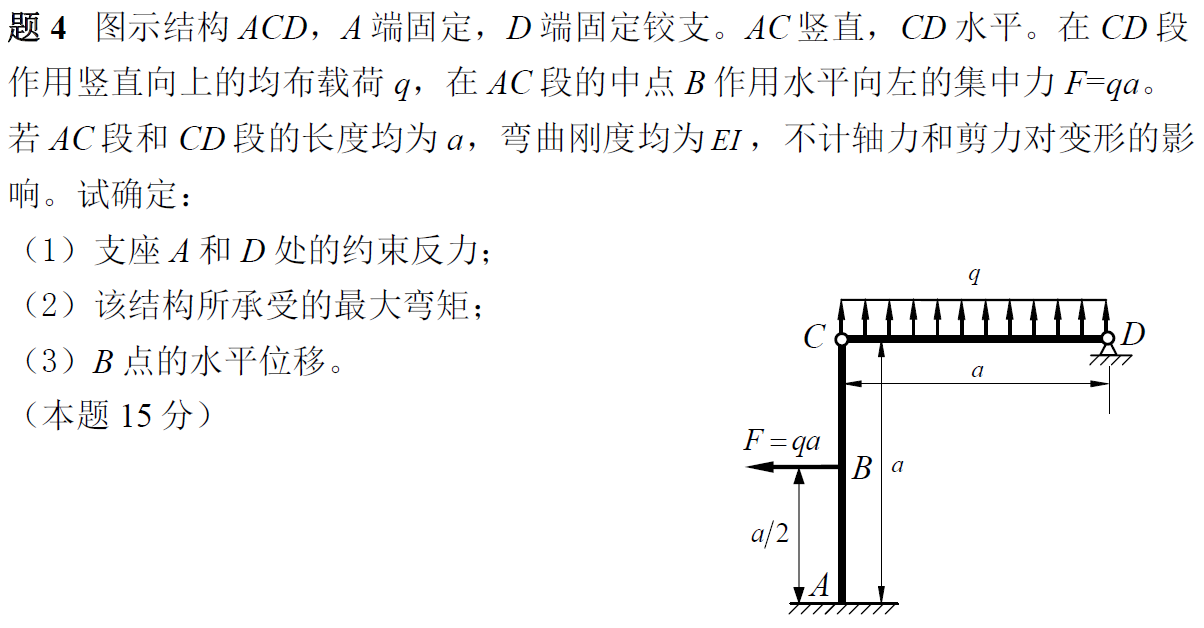 题 4 图示结构 ACD，A 端固定，D 端固定铰支。AC 竖直，CD 水平。在 CD 段
作用竖直向上的均布载荷 q，在 AC 段的中点 B 作用水平向左的集中力 F=qa。
若 AC 段和 CD 段的长度均为 a，弯曲刚度均为 EI，不计轴力和剪力对变形的影
响。试确定：
（1）支座 A 和 D 处的约束反力；
（2）该结构所承受的最大弯矩；
（3）B 点的水平位移。
（本题 15 分）
q
C
D
a
F = qa
B
a
a/2
A